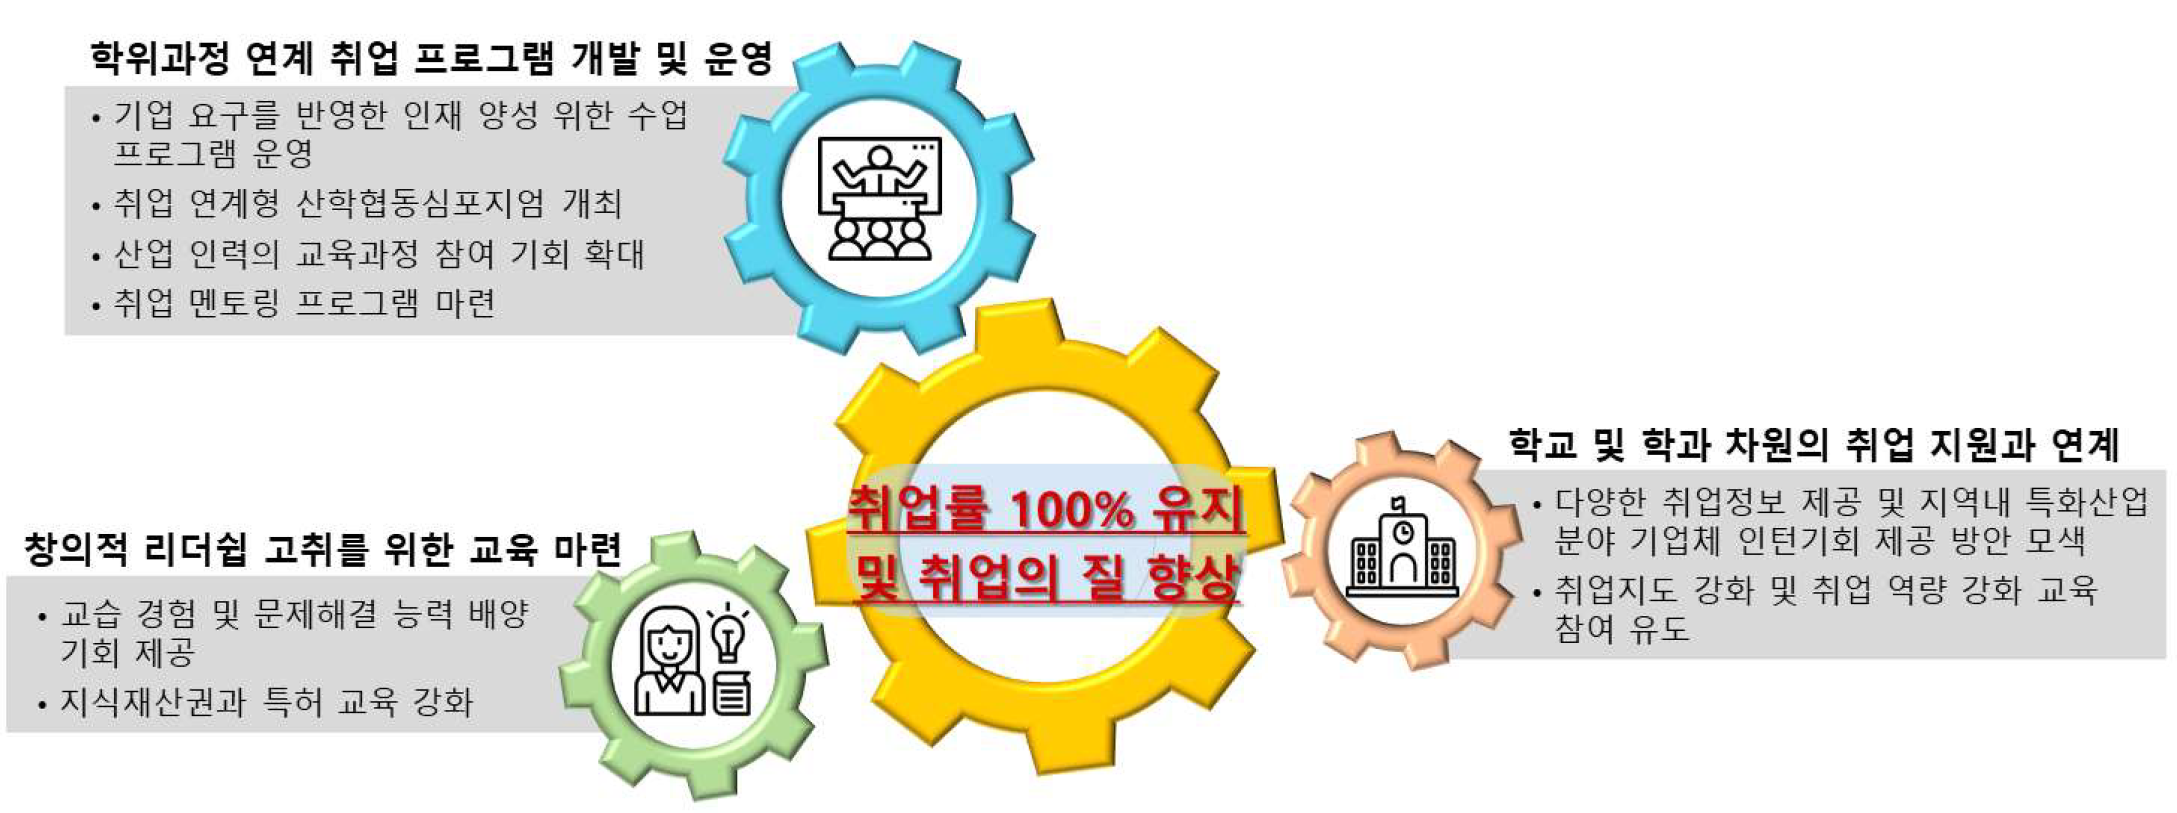 학위과정 연계 취업 프로그램 개발 및 운영
• 기업 요구를 반영한 인재 양성 위한 수업
프로그램 운영
• 취업 연계형 산학협동심포지엄 개최
• 산업 인력의 교육과정 참여 기회 확대
• 취업 멘토링 프로그램 마련
취업률 100% 유지
및 취업의 질 향상
학교 및 학과 차원의 취업 지원과 연계
• 다양한 취업정보 제공 및 지역내 특화산업
분야 기업체 인턴기회 제공 방안 모색
• 취업지도 강화 및 취업 역량 강화 교육
참여 유도
창의적 리더쉽 고취를 위한 교육 마련
• 교습 경험 및 문제해결 능력 배양
기회 제공
• 지식재산권과 특허 교육 강화